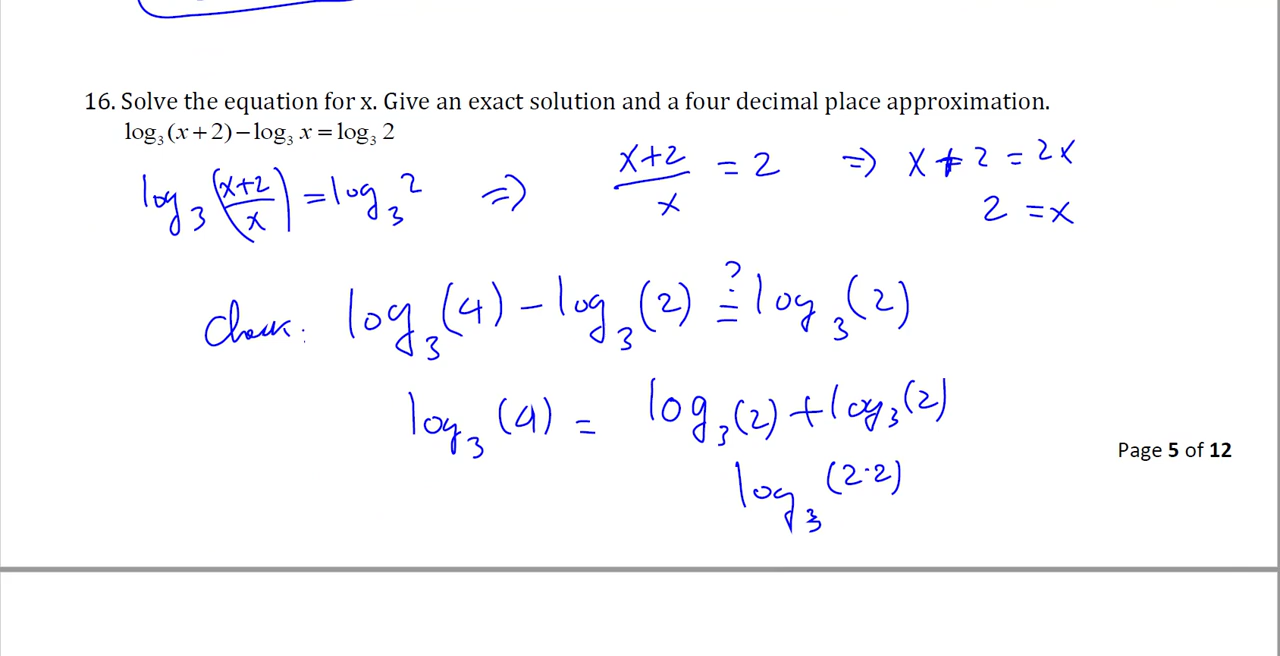 16. Solve the equation for x. Give an exact solution and a four decimal place approximation.
log₃(x+2)−log₃ x=log₃ 2
log₃(x+2/x)=log₃2 ⇒ x+2/x = 2 ⇒ x+2=2x
2=x
Check: log₃(4)−log₃(2)≟log₃(2)
log₃(4) = log₃(2)+log₃(2)
Page 5 of 12
log₃(2·2)